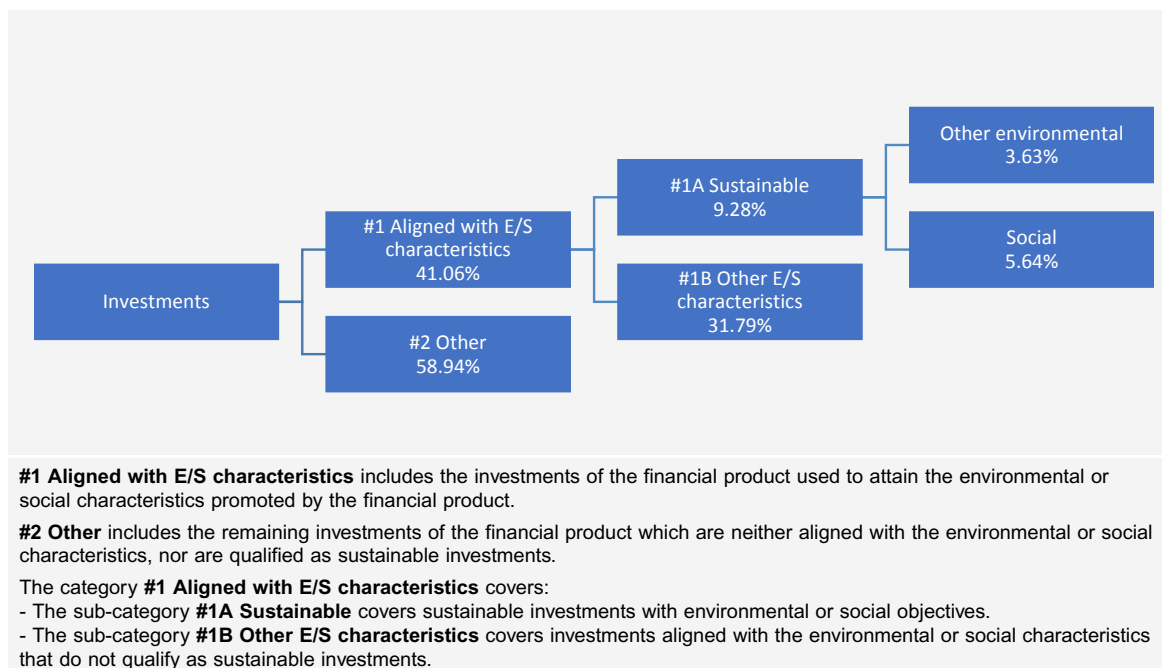 Investments
#1 Aligned with E/S
characteristics
41.06%
#2 Other
58.94%
#1A Sustainable
9.28%
#1B Other E/S
characteristics
31.79%
Other environmental
3.63%
Social
5.64%
#1 Aligned with E/S characteristics includes the investments of the financial product used to attain the environmental or
social characteristics promoted by the financial product.
#2 Other includes the remaining investments of the financial product which are neither aligned with the environmental or social
characteristics, nor are qualified as sustainable investments.
The category #1 Aligned with E/S characteristics covers:
- The sub-category #1A Sustainable covers sustainable investments with environmental or social objectives.
- The sub-category #1B Other E/S characteristics covers investments aligned with the environmental or social characteristics
that do not qualify as sustainable investments.